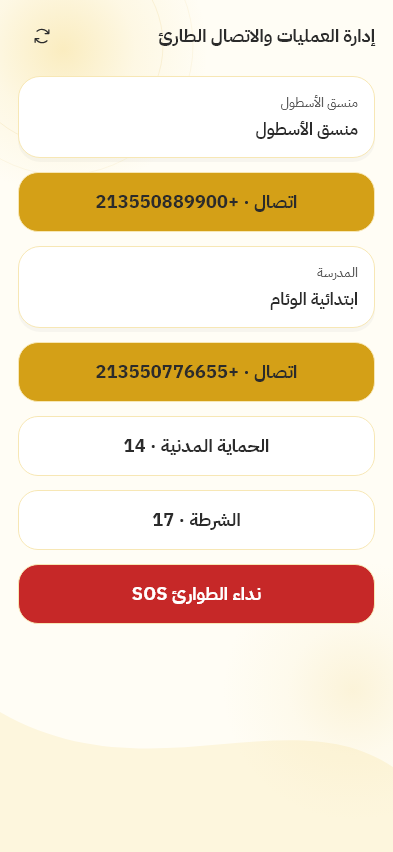 إدارة العمليات والاتصال الطارئ
منسق الأسطول
منسق الأسطول
اتصال · +213550889900
المدرسة
ابتدائية الوئام
اتصال · +213550776655
الحماية المدنية · 14
الشرطة · 17
نداء الطوارئ SOS